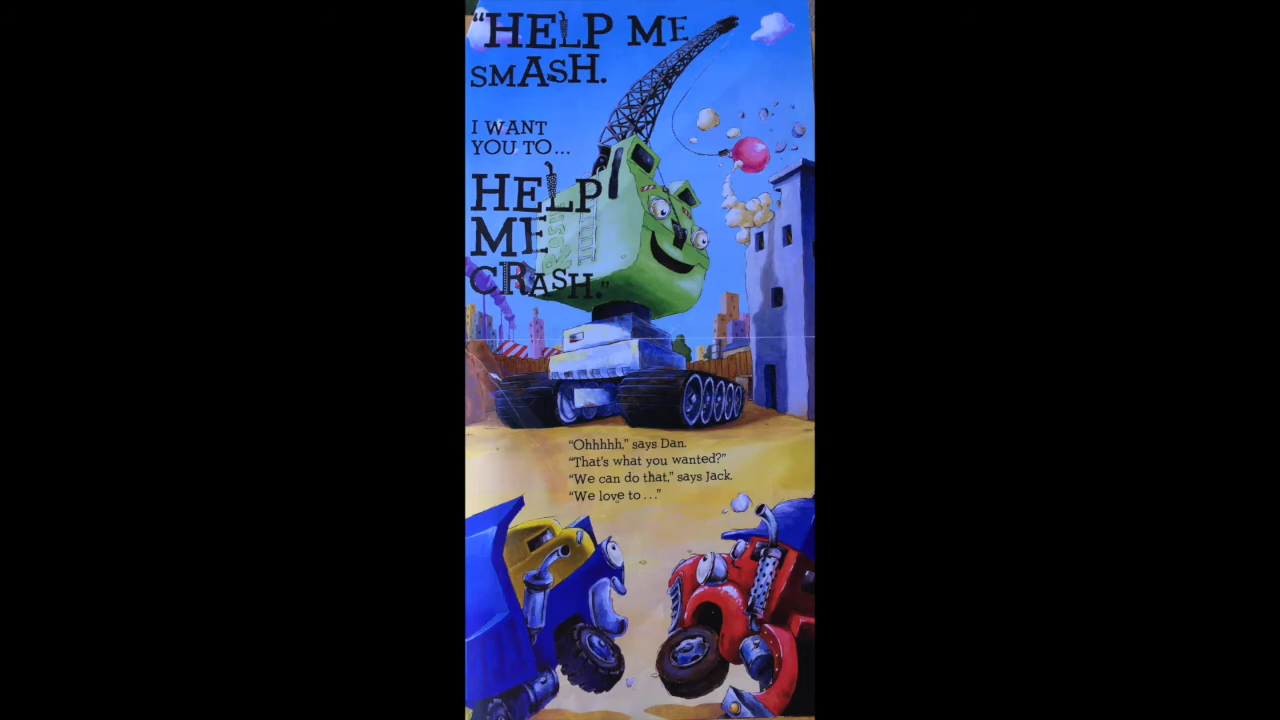 "HELP ME
SMASH.
I WANT
YOU TO...
HELP
ME
CRASH."
ROSIE
"Ohhhhh," says Dan.
"That's what you wanted?"
"We can do that," says Jack.
"We love to..."